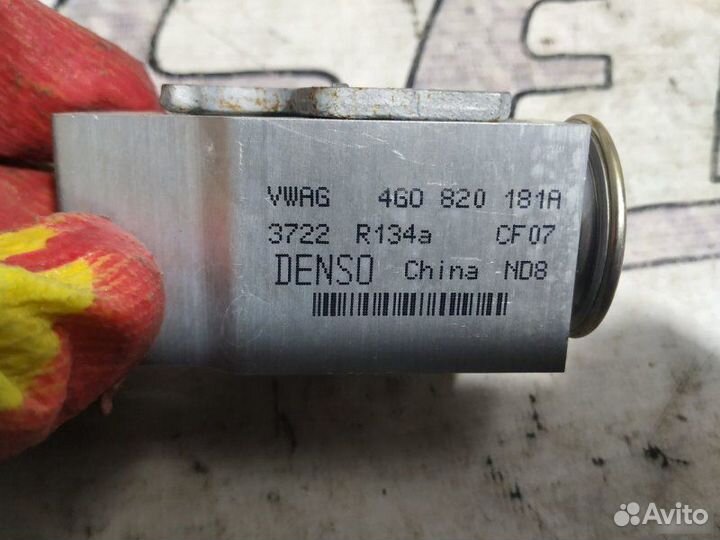 VWAG 4G0 820 181A
3722 R134a CF07
DENSO China ND8
Avito